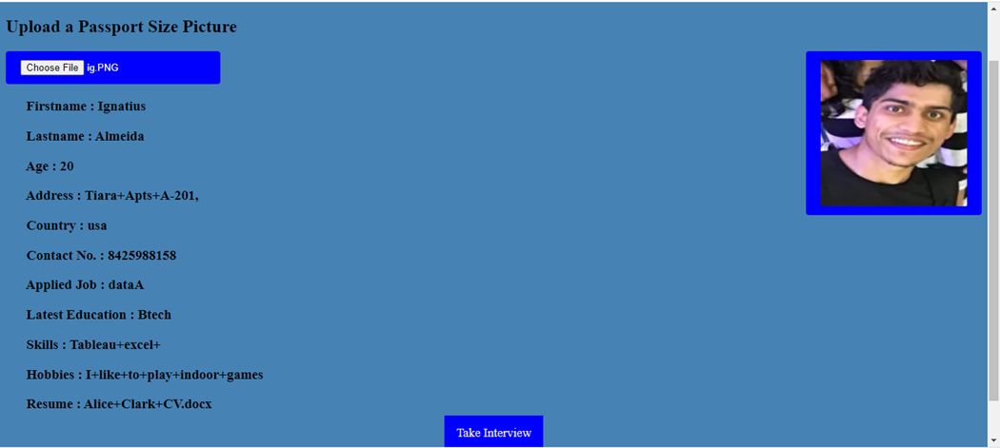 Upload a Passport Size Picture
Choose File ig.PNG
Firstname : Ignatius
Lastname : Almeida
Age : 20
Address : Tiara+Apts+A-201,
Country : usa
Contact No. : 8425988158
Applied Job : dataA
Latest Education : Btech
Skills : Tableau+excel+
Hobbies : I+like+to+play+indoor+games
Resume : Alice+Clark+CV.docx
Take Interview